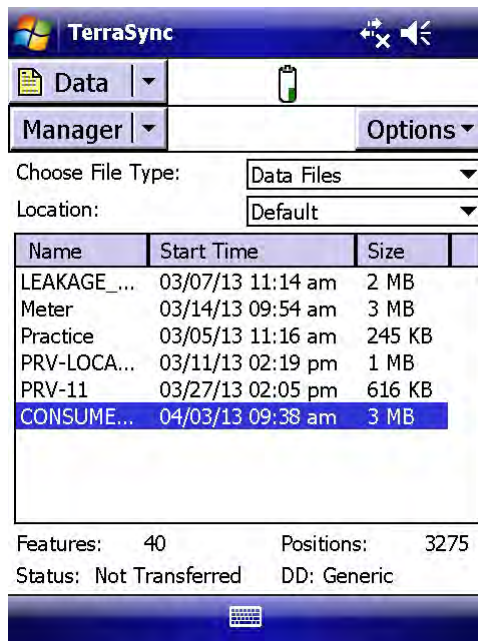 TerraSync
Data
Manager Options
Choose File Type: Data Files
Location: Default
Name Start Time Size
LEAKAGE_... 03/07/13 11:14 am 2 MB
Meter 03/14/13 09:54 am 3 MB
Practice 03/05/13 11:16 am 245 KB
PRV-LOCA... 03/11/13 02:19 pm 1 MB
PRV-11 03/27/13 02:05 pm 616 KB
CONSUME... 04/03/13 09:38 am 3 MB
Features: 40 Positions: 3275
Status: Not Transferred DD: Generic